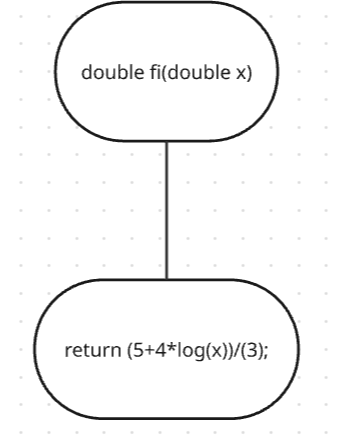 double fi(double x)
return (5+4*log(x))/(3);